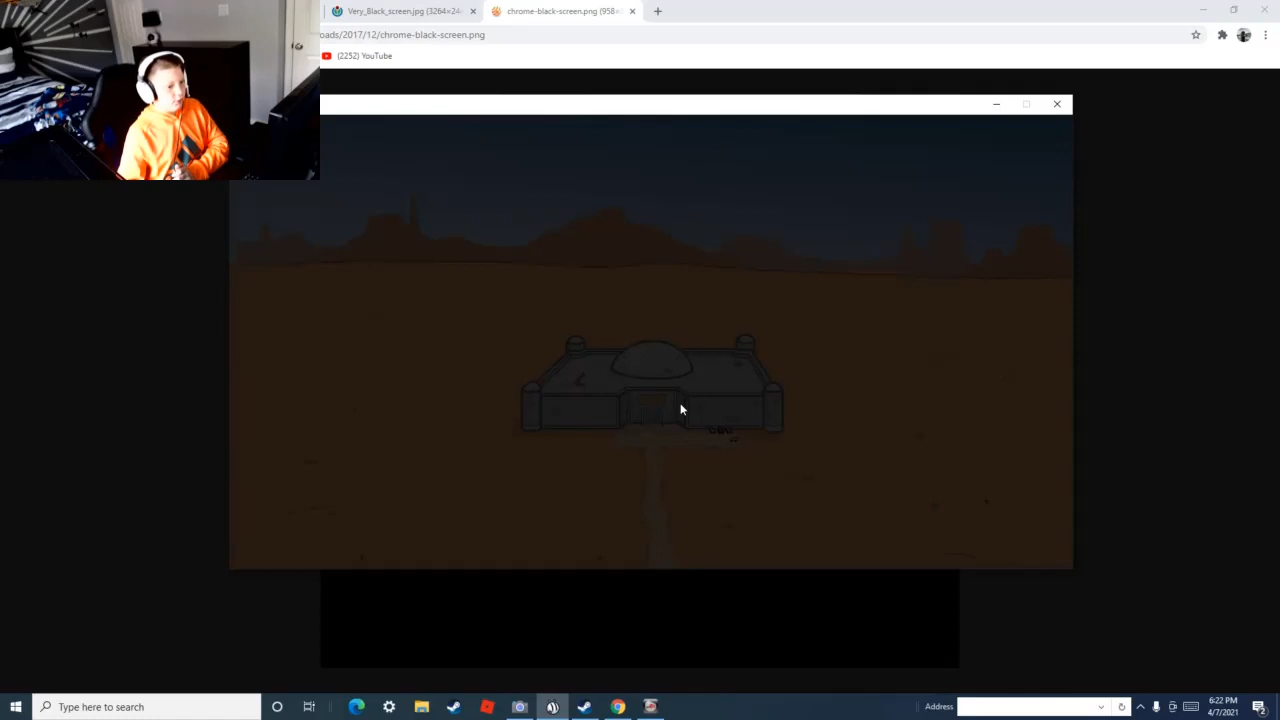 Very_Black_screen.jpg (3264×24
chrome-black-screen.png (958×
oads/2017/12/chrome-black-screen.png
(2252) YouTube
Type here to search
Address
6:22 PM
4/7/2021
2